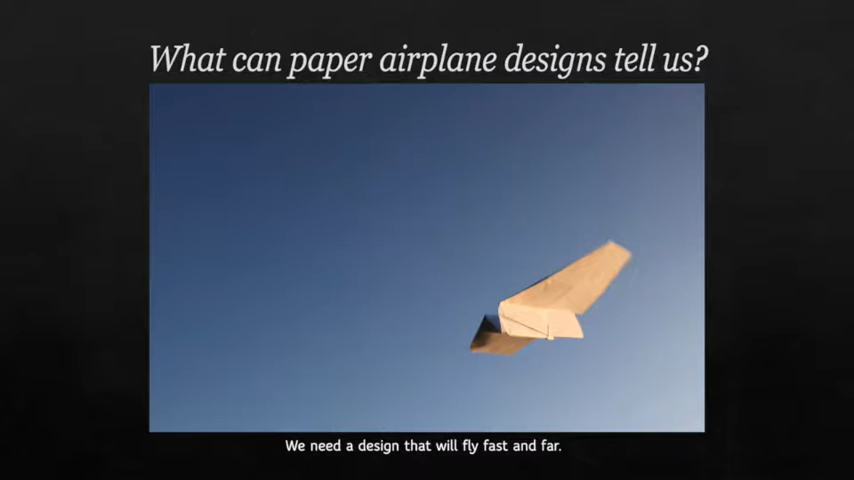 What can paper airplane designs tell us?
We need a design that will fly fast and far.